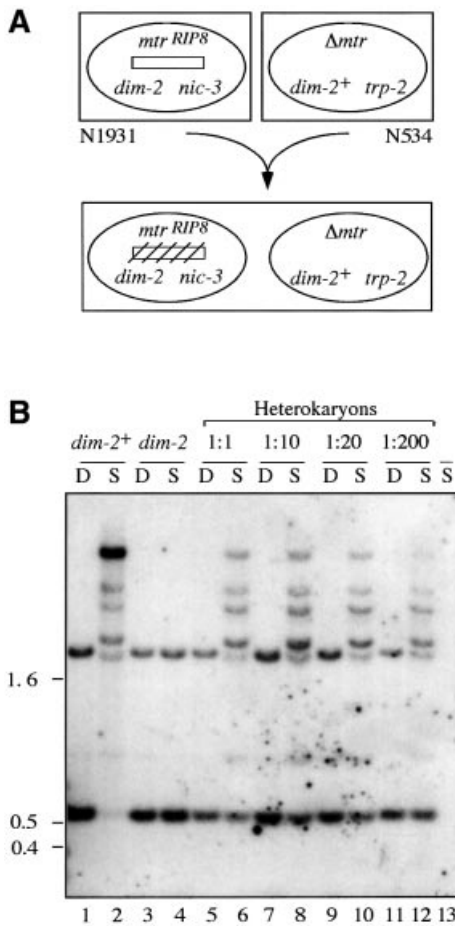 A
mtr RIP8
dim-2 nic-3
Δmtr
dim-2+ trp-2
N1931
N534
mtr RIP8
dim-2 nic-3
Δmtr
dim-2+ trp-2
B
Heterokaryons
dim-2+ dim-2 1:1 1:10 1:20 1:200
D S D S D S D S D S D S S
1.6
0.5
0.4
1 2 3 4 5 6 7 8 9 10 11 12 13